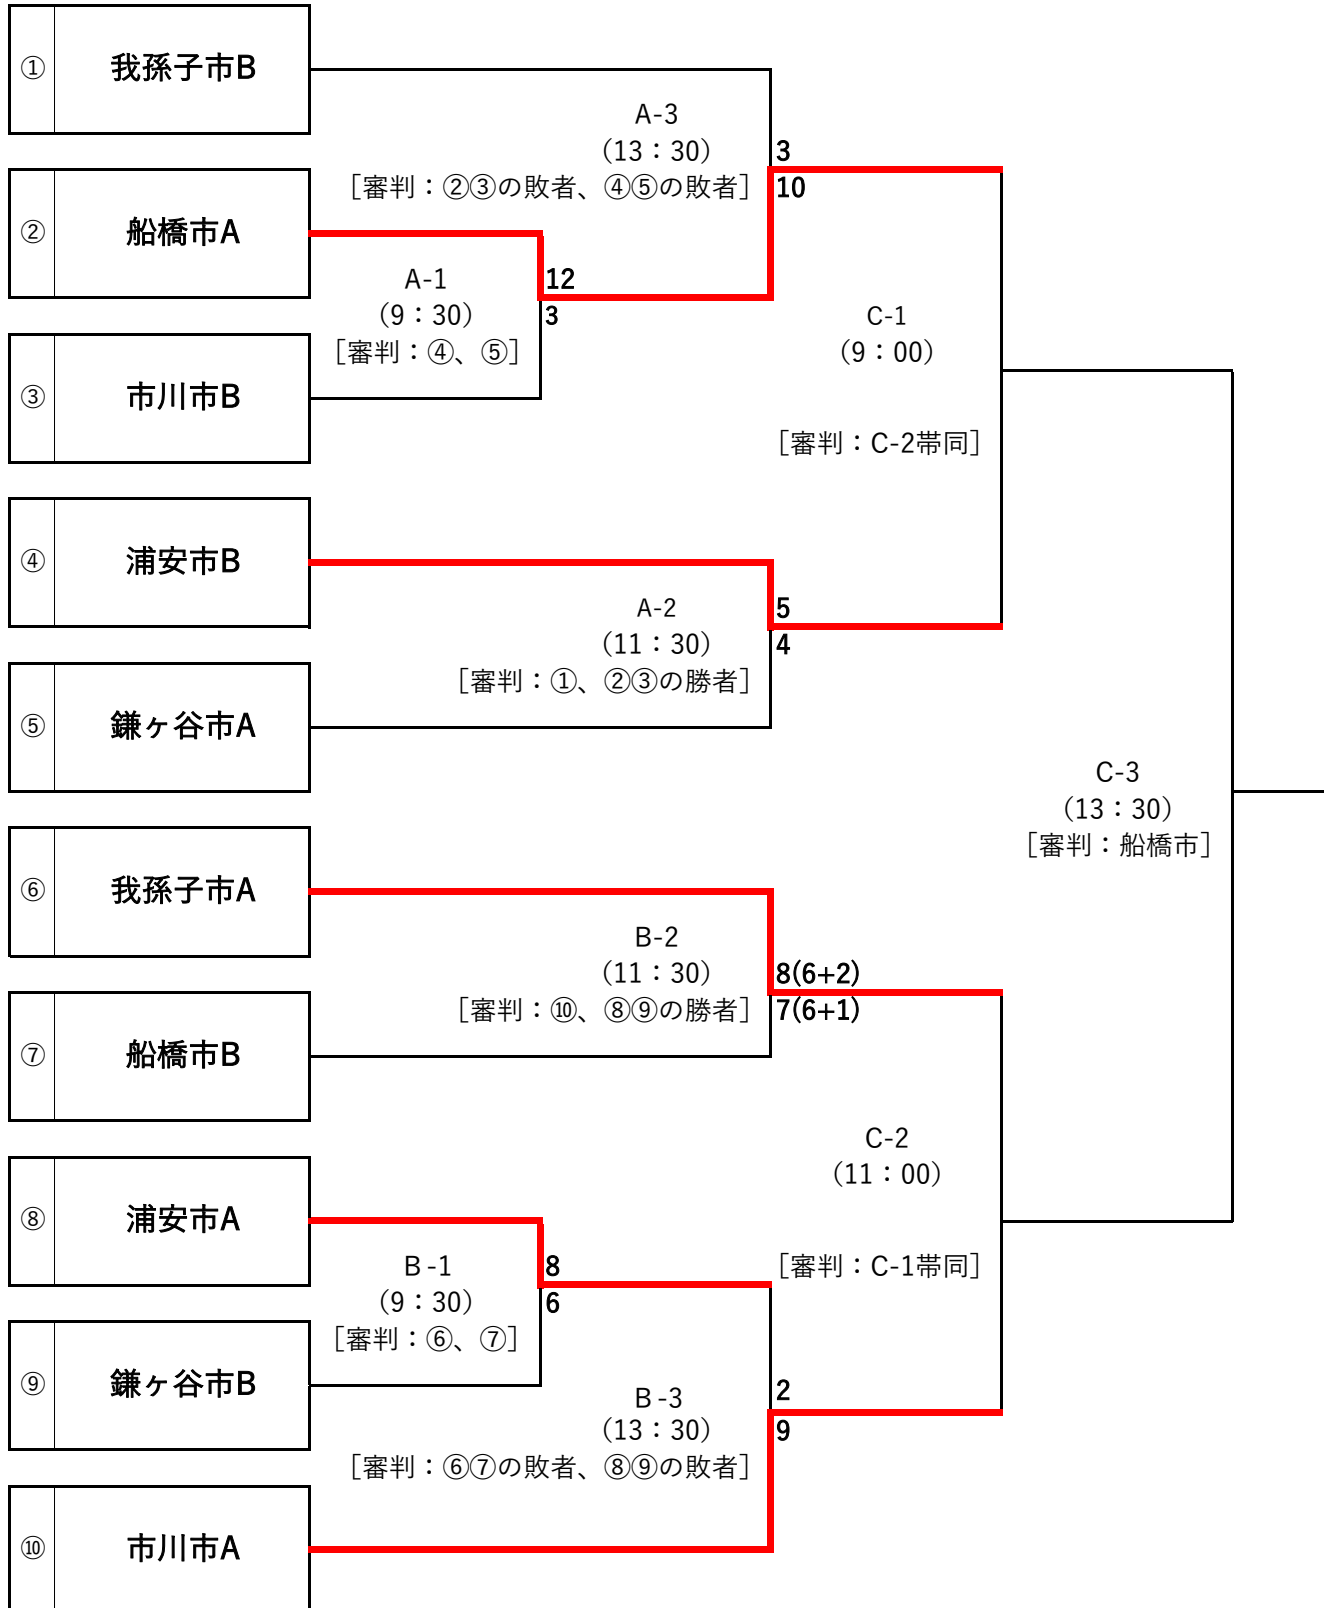 ① 我孫子市B
A-3
（13：30）
3
［審判：②③の敗者、④⑤の敗者］
10
② 船橋市A
A-1
12
（9：30）
3
［審判：④、⑤］
C-1
（9：00）
③ 市川市B
［審判：C-2帯同］
④ 浦安市B
A-2
5
（11：30）
4
［審判：①、②③の勝者］
⑤ 鎌ヶ谷市A
C-3
（13：30）
［審判：船橋市］
⑥ 我孫子市A
B-2
（11：30）
8(6+2)
［審判：⑩、⑧⑨の勝者］
7(6+1)
⑦ 船橋市B
C-2
（11：00）
⑧ 浦安市A
B-1
8
［審判：C-1帯同］
（9：30）
6
［審判：⑥、⑦］
⑨ 鎌ヶ谷市B
B-3
2
（13：30）
9
［審判：⑥⑦の敗者、⑧⑨の敗者］
⑩ 市川市A